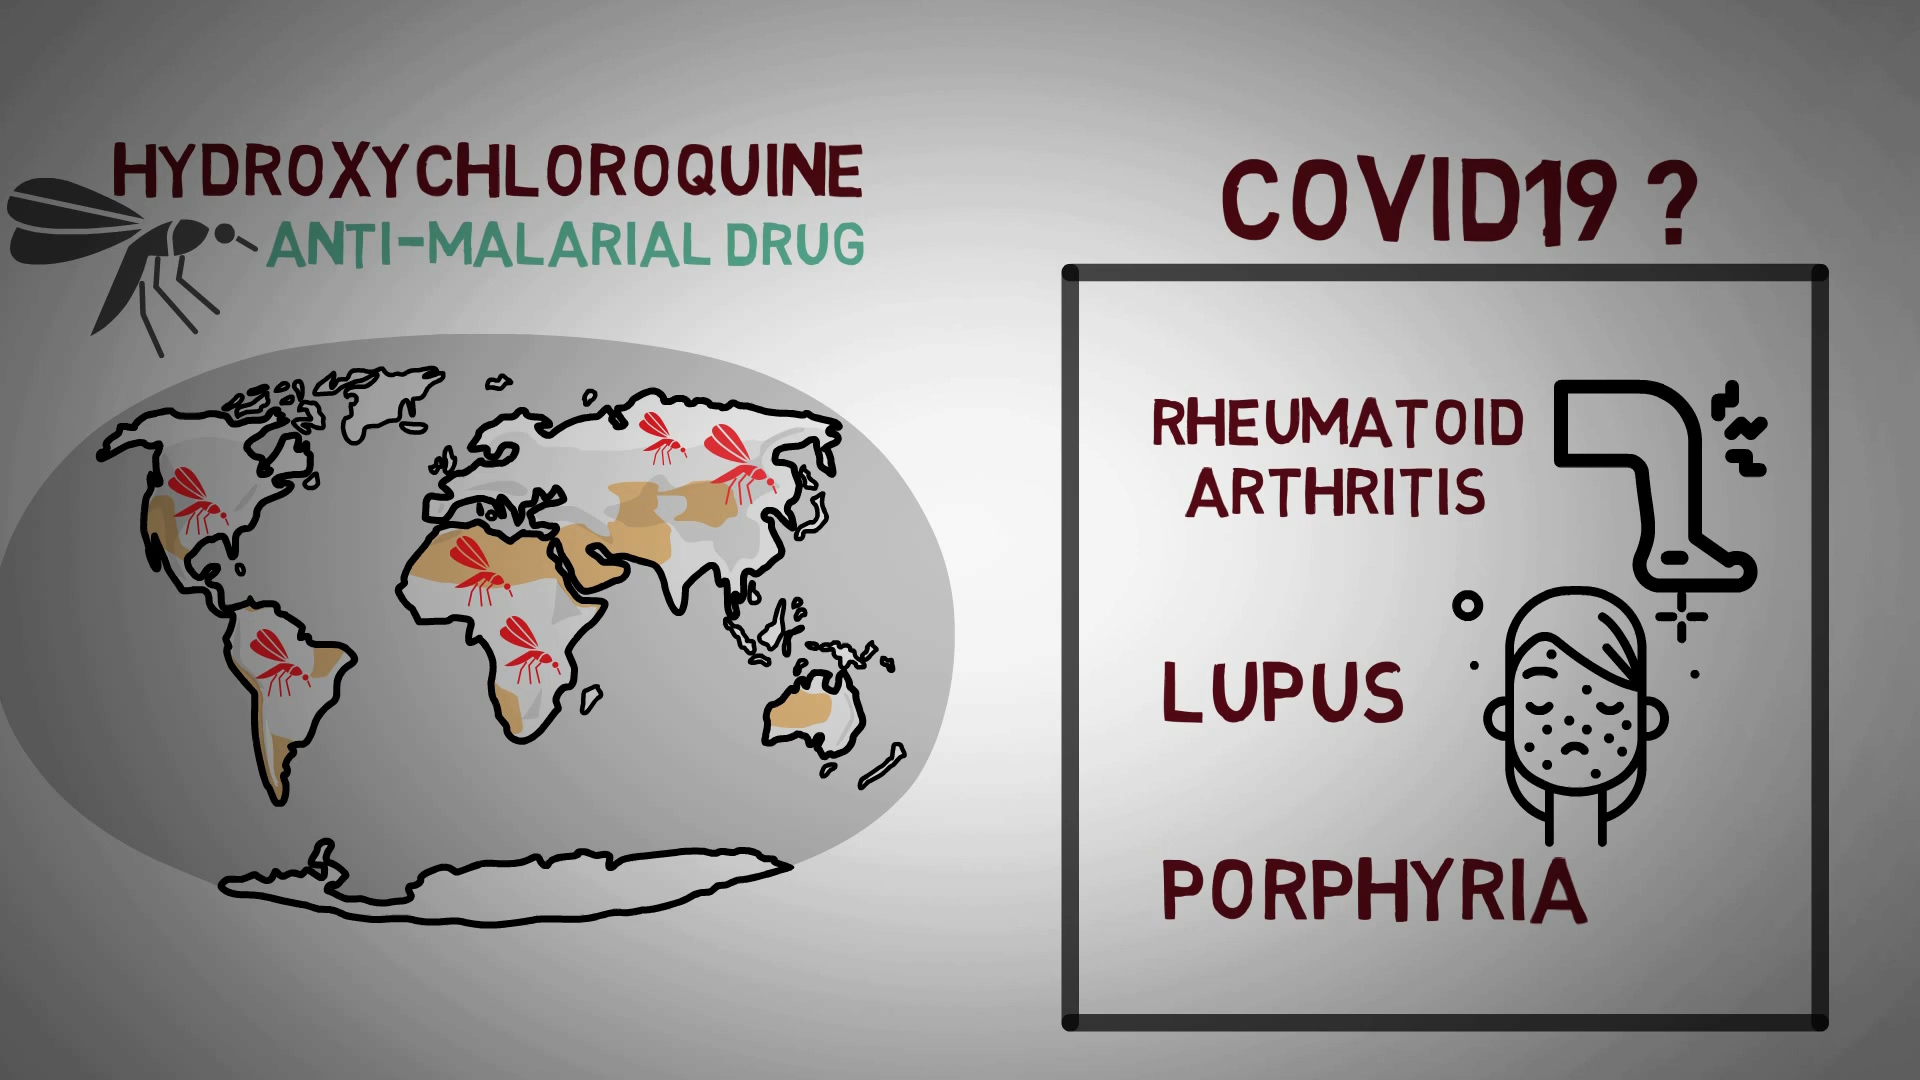 HYDROXYCHLOROQUINE
ANTI-MALARIAL DRUG
COVID19 ?
RHEUMATOID
ARTHRITIS
LUPUS
PORPHYRIA